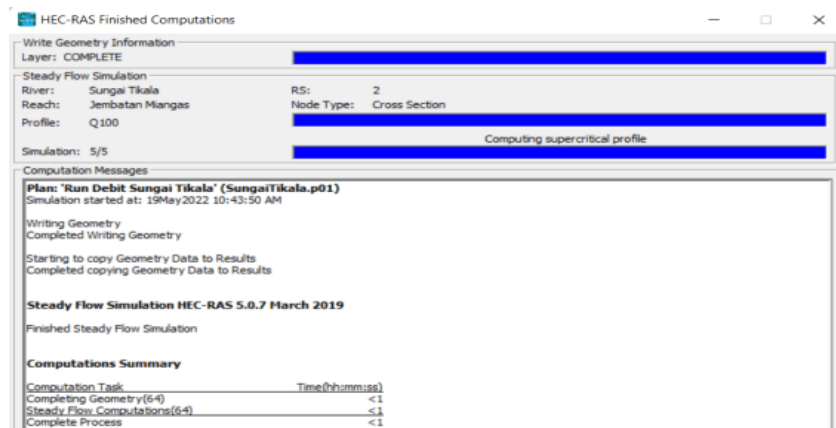 HEC-RAS Finished Computations
Write Geometry Information
Layer: COMPLETE
Steady Flow Simulation
River: Sungai Tikala RS: 2
Reach: Jembatan Miangas Node Type: Cross Section
Profile: Q100
Computing supercritical profile
Simulation: 5/5
Computation Messages
Plan: 'Run Debit Sungai Tikala' (SungaiTikala.p01)
Simulation started at: 19May2022 10:43:50 AM
Writing Geometry
Completed Writing Geometry
Starting to copy Geometry Data to Results
Completed copying Geometry Data to Results
Steady Flow Simulation HEC-RAS 5.0.7 March 2019
Finished Steady Flow Simulation
Computations Summary
Computation Task Time(hh:mm:ss)
Completing Geometry(64) <1
Steady Flow Computations(64) <1
Complete Process <1